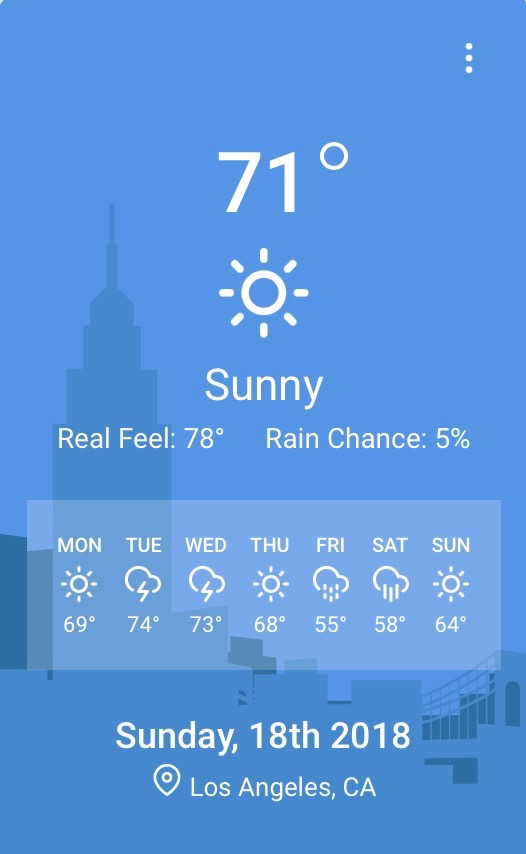 71°
Sunny
Real Feel: 78° Rain Chance: 5%
MON TUE WED THU FRI SAT SUN
69° 74° 73° 68° 55° 58° 64°
Sunday, 18th 2018
Los Angeles, CA